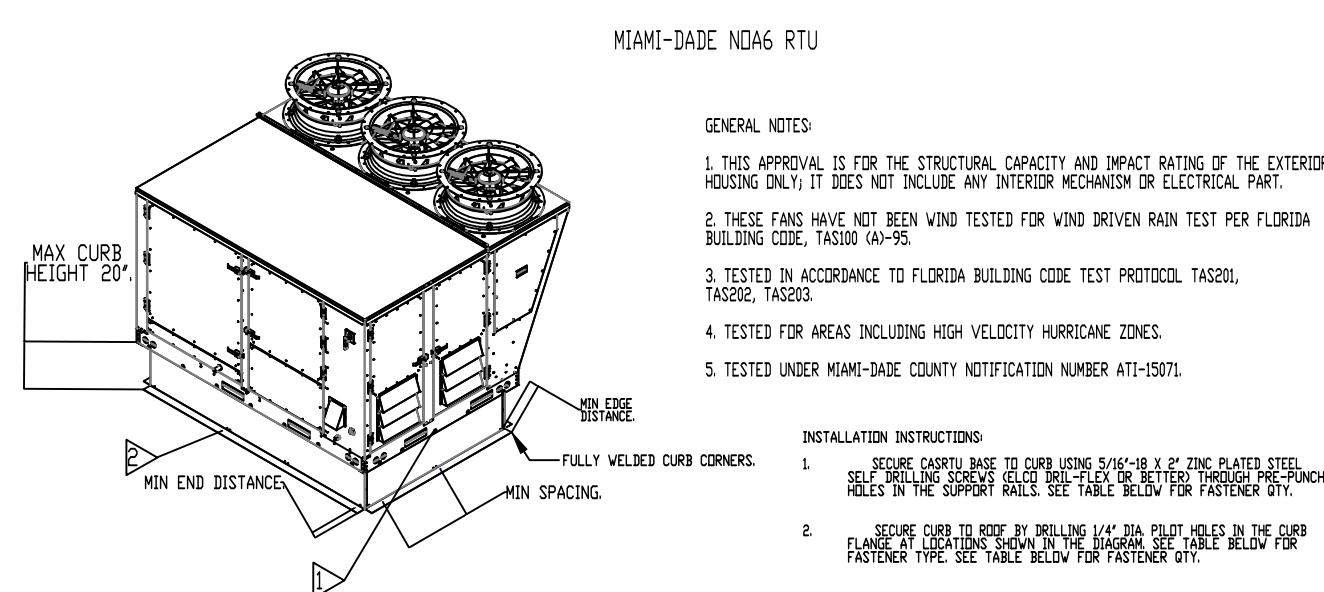 MIAMI-DADE NOA6 RTU
GENERAL NOTES:
1. THIS APPROVAL IS FOR THE STRUCTURAL CAPACITY AND IMPACT RATING OF THE EXTERIOR
HOUSING ONLY; IT DOES NOT INCLUDE ANY INTERIOR MECHANISM OR ELECTRICAL PART.
2. THESE FANS HAVE NOT BEEN WIND TESTED FOR WIND DRIVEN RAIN TEST PER FLORIDA
BUILDING CODE, TAS100 (A)-95.
3. TESTED IN ACCORDANCE TO FLORIDA BUILDING CODE TEST PROTOCOL TAS201,
TAS202, TAS203.
4. TESTED FOR AREAS INCLUDING HIGH VELOCITY HURRICANE ZONES.
5. TESTED UNDER MIAMI-DADE COUNTY NOTIFICATION NUMBER ATI-15071.
MAX CURB
HEIGHT 20".
MIN EDGE
DISTANCE.
FULLY WELDED CURB CORNERS.
2
MIN END DISTANCE
MIN SPACING.
1
INSTALLATION INSTRUCTIONS:
1. SECURE CASRTU BASE TO CURB USING 5/16"-18 X 2" ZINC PLATED STEEL
SELF DRILLING SCREWS (ELCO DRIL-FLEX OR BETTER) THROUGH PRE-PUNCH
HOLES IN THE SUPPORT RAILS. SEE TABLE BELOW FOR FASTENER QTY.
2. SECURE CURB TO ROOF BY DRILLING 1/4" DIA. PILOT HOLES IN THE CURB
FLANGE AT LOCATIONS SHOWN IN THE DIAGRAM. SEE TABLE BELOW FOR
FASTENER TYPE. SEE TABLE BELOW FOR FASTENER QTY.